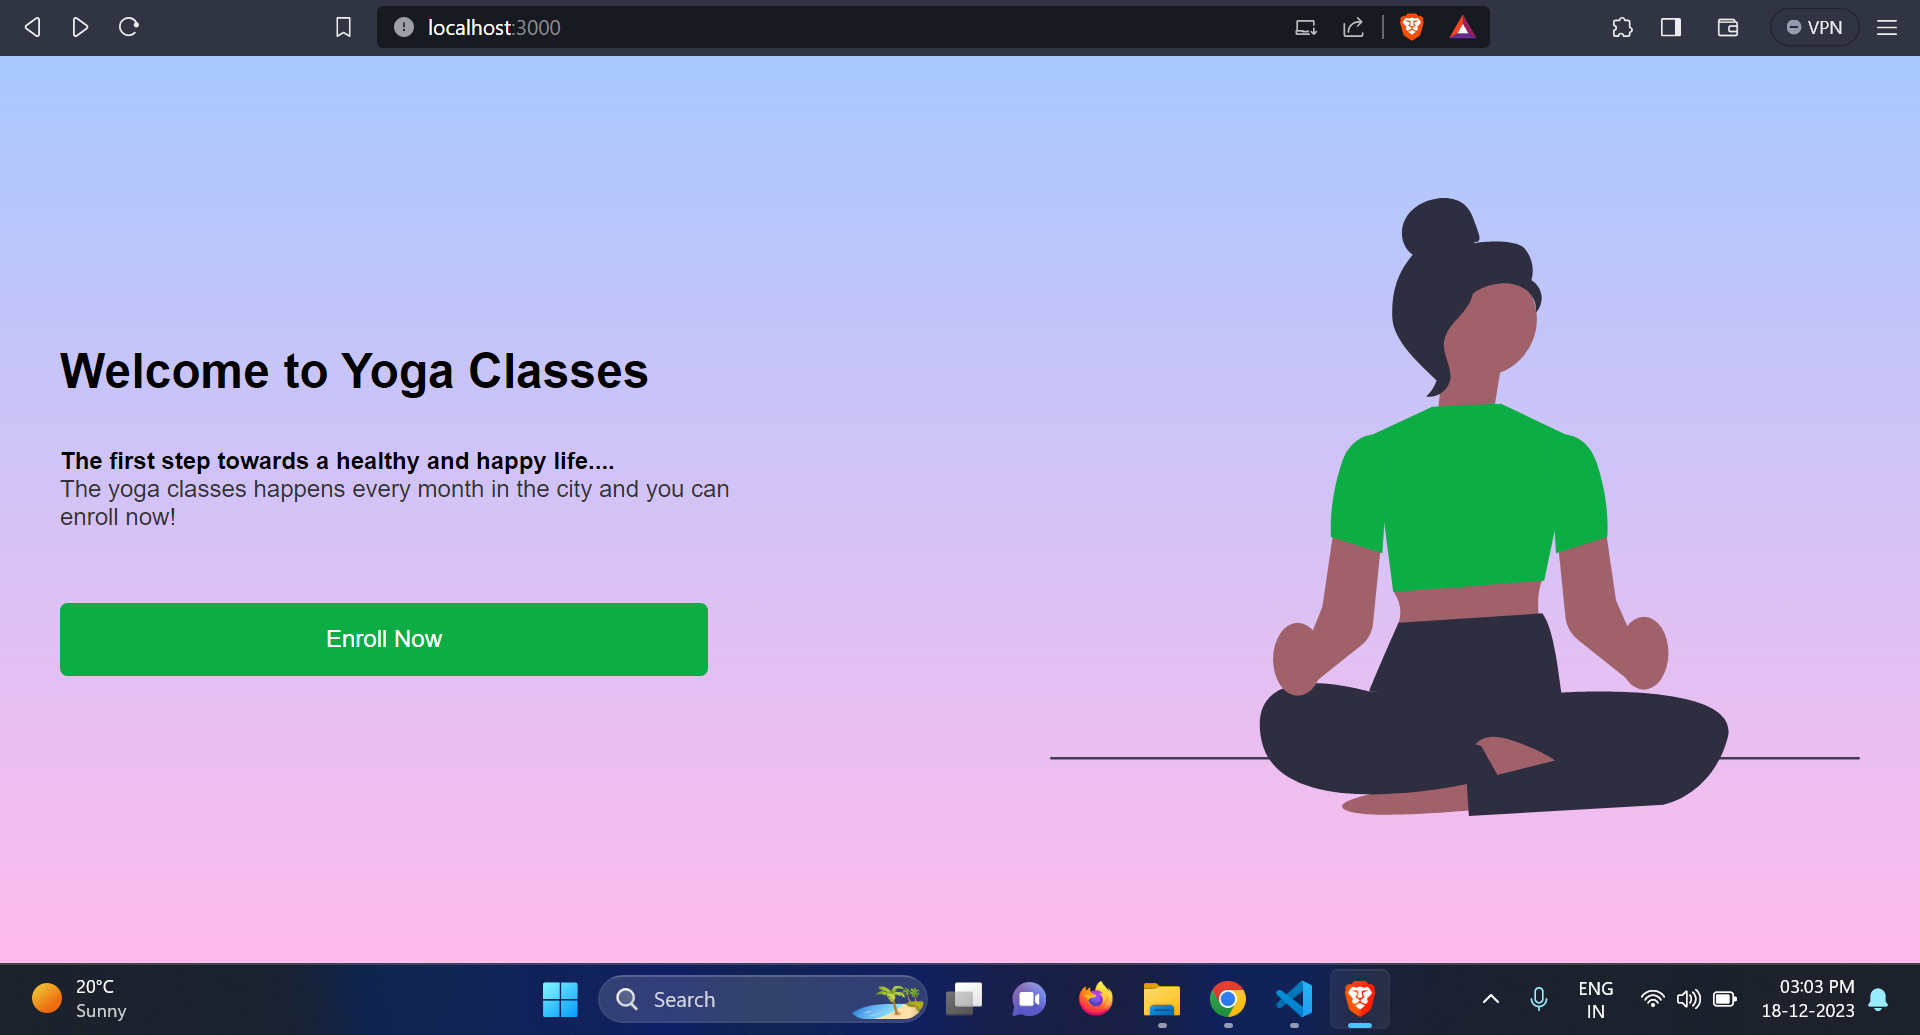 localhost:3000
VPN
Welcome to Yoga Classes
The first step towards a healthy and happy life....
The yoga classes happens every month in the city and you can
enroll now!
Enroll Now
20°C
Sunny
Search
ENG
IN
03:03 PM
18-12-2023